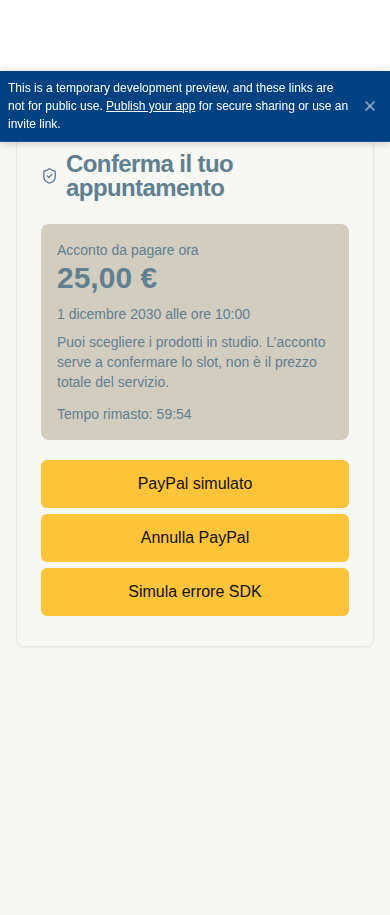 This is a temporary development preview, and these links are
not for public use. Publish your app for secure sharing or use an
invite link.
Conferma il tuo
appuntamento
Acconto da pagare ora
25,00 €
1 dicembre 2030 alle ore 10:00
Puoi scegliere i prodotti in studio. L'acconto
serve a confermare lo slot, non è il prezzo
totale del servizio.
Tempo rimasto: 59:54
PayPal simulato
Annulla PayPal
Simula errore SDK